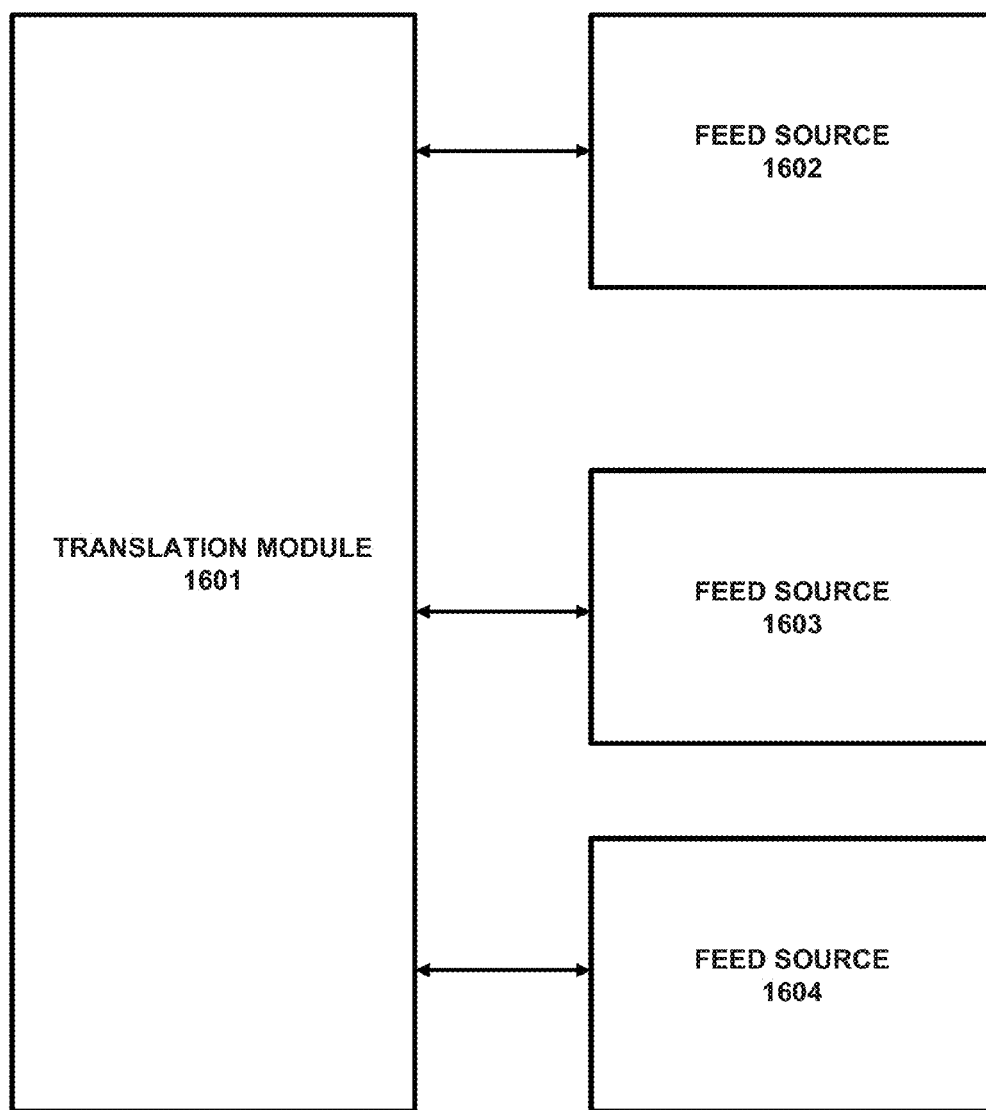 FEED SOURCE
1602
TRANSLATION MODULE
1601
FEED SOURCE
1603
FEED SOURCE
1604